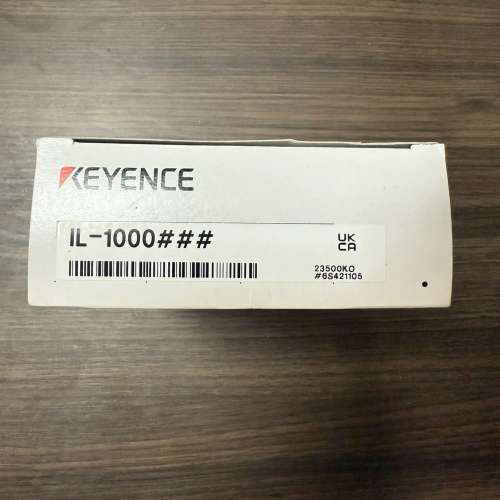 KEYENCE
IL-1000###
UK
CA
23500KO
#6S421105